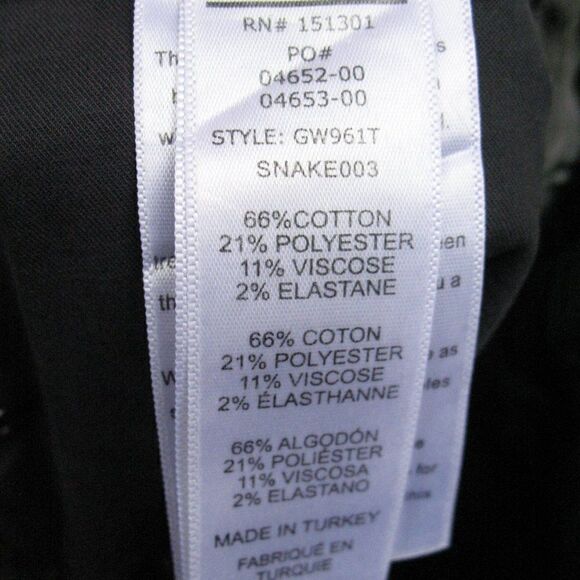 RN# 151301
PO#
04652-00
04653-00
STYLE: GW961T
SNAKE003
66%COTTON
21% POLYESTER
11% VISCOSE
2% ELASTANE
66% COTON
21% POLYESTER
11% VISCOSE
2% ÉLASTHANNE
66% ALGODÓN
21% POLIÉSTER
11% VISCOSA
2% ELASTANO
MADE IN TURKEY
FABRIQUÉ EN
TURQUIE